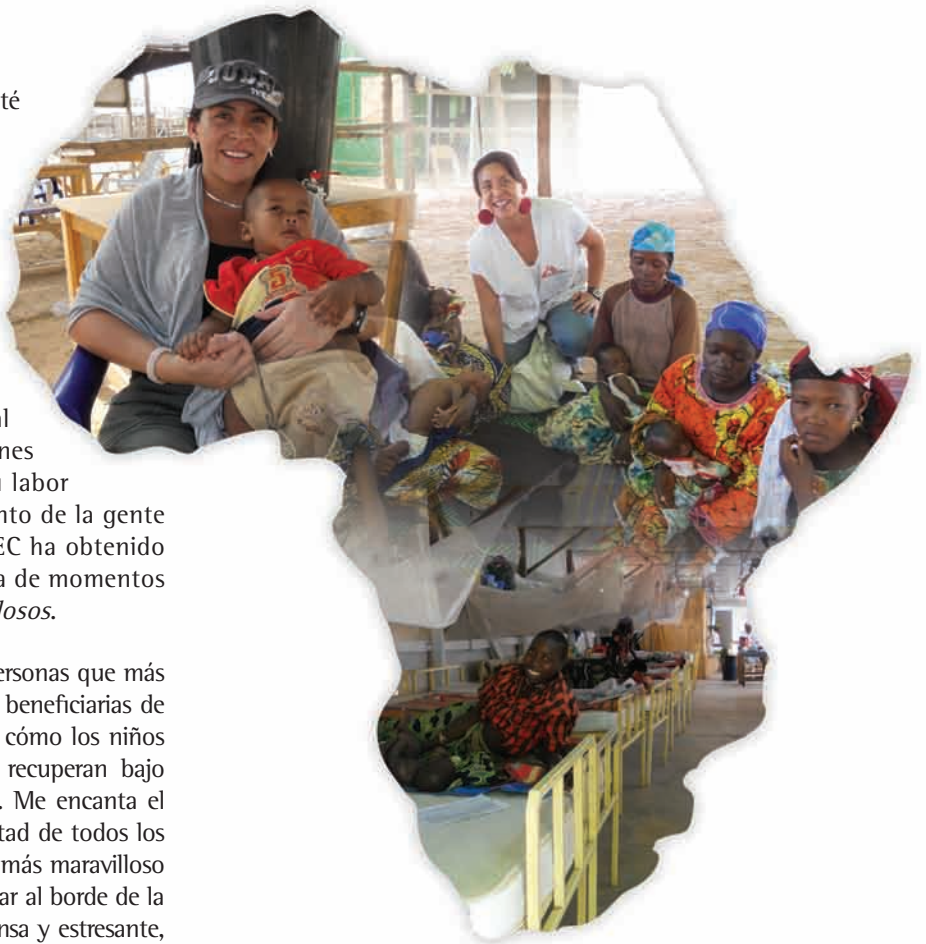 té
al
nes
labor
nto de la gente
EC ha obtenido
a de momentos
losos.
ersonas que más
beneficiarias de
cómo los niños
recuperan bajo
. Me encanta el
tad de todos los
más maravilloso
ar al borde de la
nsa y estresante,